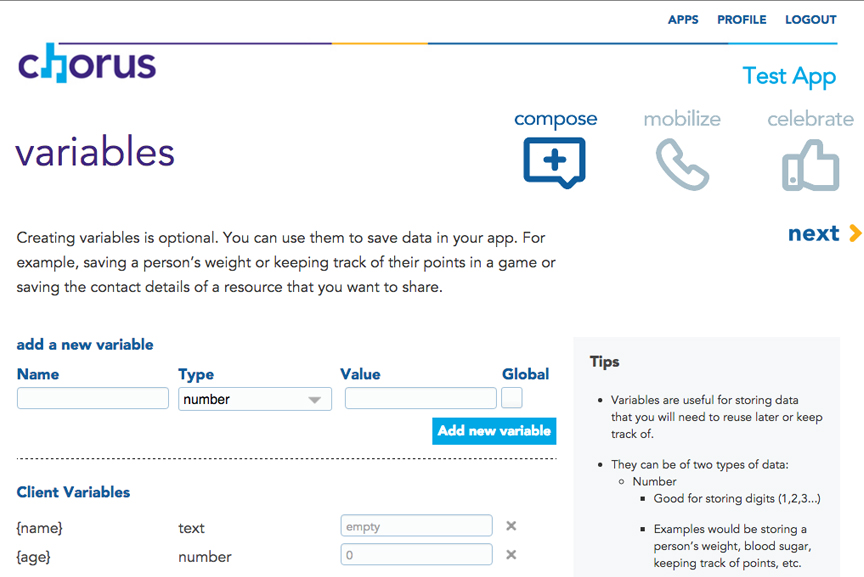 APPS PROFILE LOGOUT
chorus
Test App
compose mobilize celebrate
variables
next
Creating variables is optional. You can use them to save data in your app. For
example, saving a person's weight or keeping track of their points in a game or
saving the contact details of a resource that you want to share.
add a new variable
Name Type Value Global
number
Add new variable
Client Variables
{name} text empty
{age} number 0
Tips
• Variables are useful for storing data
that you will need to reuse later or keep
track of.
• They can be of two types of data:
○ Number
▪ Good for storing digits (1,2,3...)
▪ Examples would be storing a
person's weight, blood sugar,
keeping track of points, etc.